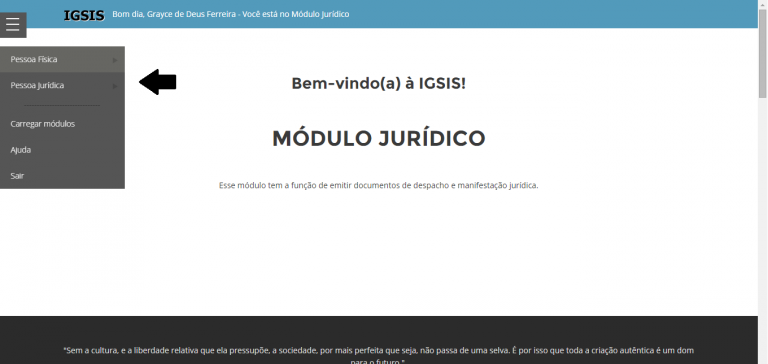 IGSIS Bom dia, Grayce de Deus Ferreira - Você está no Módulo Jurídico
Pessoa Física
Pessoa Jurídica
Carregar módulos
Ajuda
Sair
Bem-vindo(a) à IGSIS!
MÓDULO JURÍDICO
Esse módulo tem a função de emitir documentos de despacho e manifestação jurídica.
"Sem a cultura, e a liberdade relativa que ela pressupõe, a sociedade, por mais perfeita que seja, não passa de uma selva. É por isso que toda a criação autêntica é um dom
para o futuro."